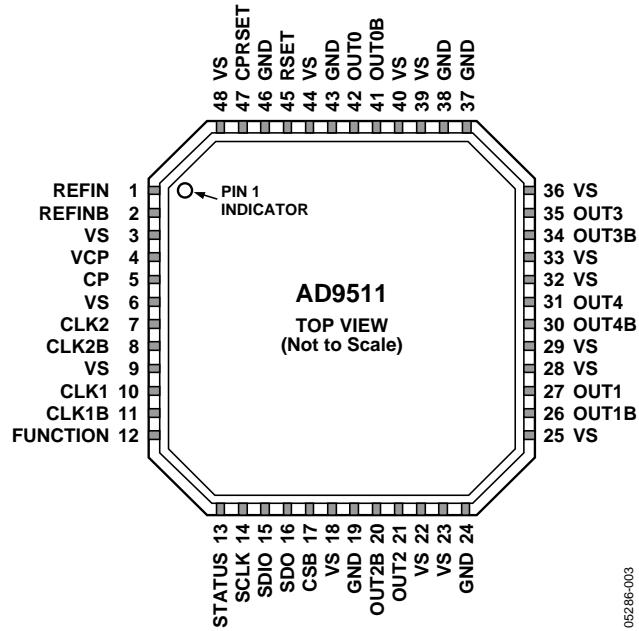 48 VS
47 CPRSET
46 GND
45 RSET
44 VS
43 GND
42 OUT0
41 OUT0B
40 VS
39 VS
38 GND
37 GND
REFIN 1
REFINB 2
VS 3
VCP 4
CP 5
VS 6
CLK2 7
CLK2B 8
VS 9
CLK1 10
CLK1B 11
FUNCTION 12
PIN 1
INDICATOR
AD9511
TOP VIEW
(Not to Scale)
36 VS
35 OUT3
34 OUT3B
33 VS
32 VS
31 OUT4
30 OUT4B
29 VS
28 VS
27 OUT1
26 OUT1B
25 VS
STATUS 13
SCLK 14
SDIO 15
SDO 16
CSB 17
VS 18
GND 19
OUT2B 20
OUT2 21
VS 22
VS 23
GND 24
05286-003